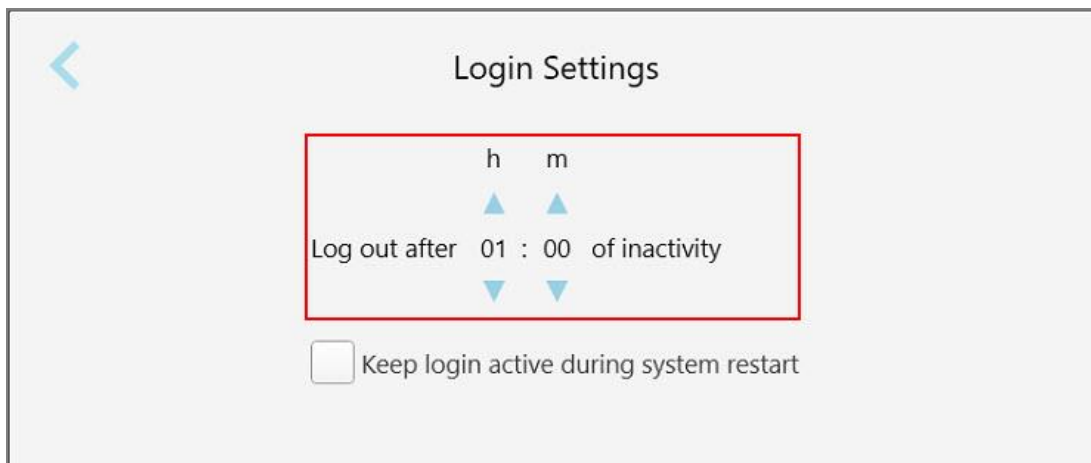 Login Settings
h m
Log out after 01 : 00 of inactivity
Keep login active during system restart